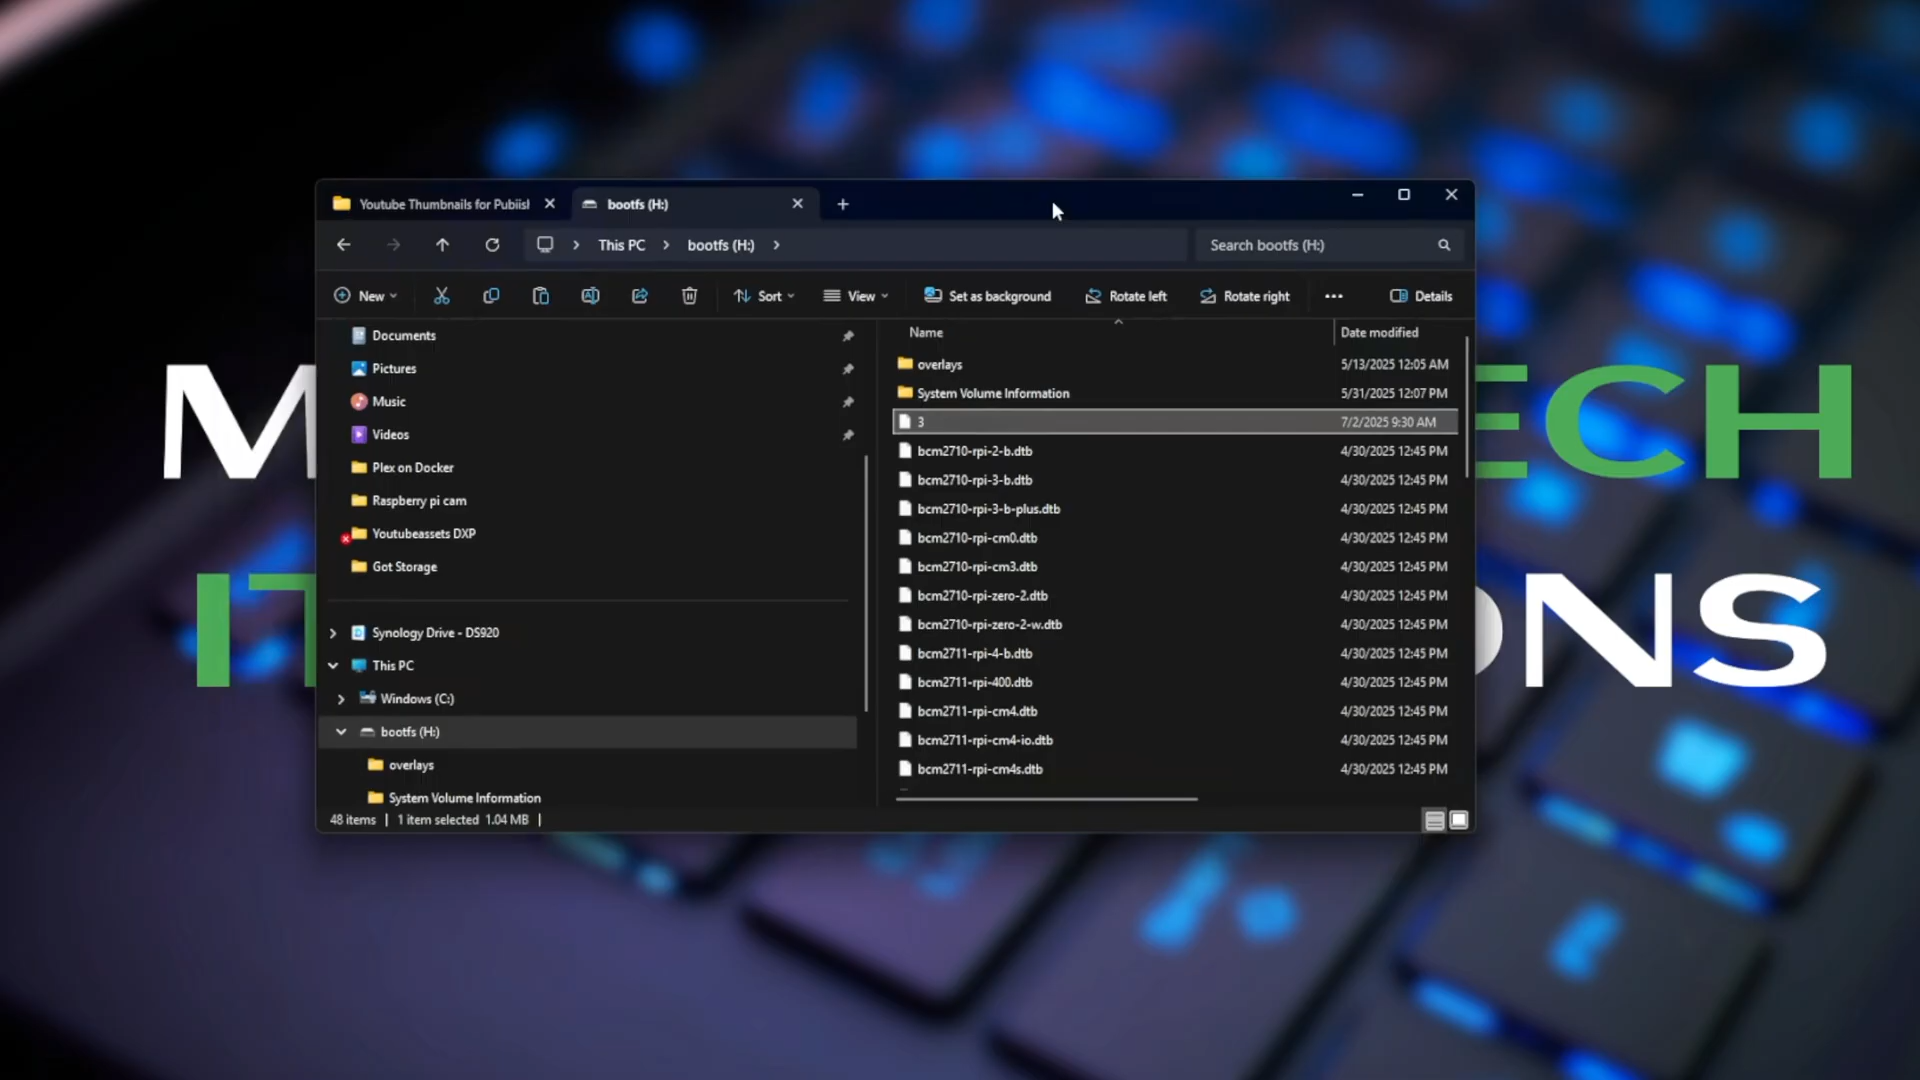 Youtube Thumbnails for Pubiisl
bootfs (H:)
This PC
bootfs (H:)
Search bootfs (H:)
New
Sort
View
Set as background
Rotate left
Rotate right
Details
Documents
Pictures
Music
Videos
Plex on Docker
Raspberry pi cam
Youtubeassets DXP
Got Storage
Synology Drive - DS920
This PC
Windows (C:)
bootfs (H:)
overlays
System Volume Information
Name Date modified
overlays 5/13/2025 12:05 AM
System Volume Information 5/31/2025 12:07 PM
3 7/2/2025 9:30 AM
bcm2710-rpi-2-b.dtb 4/30/2025 12:45 PM
bcm2710-rpi-3-b.dtb 4/30/2025 12:45 PM
bcm2710-rpi-3-b-plus.dtb 4/30/2025 12:45 PM
bcm2710-rpi-cm0.dtb 4/30/2025 12:45 PM
bcm2710-rpi-cm3.dtb 4/30/2025 12:45 PM
bcm2710-rpi-zero-2.dtb 4/30/2025 12:45 PM
bcm2710-rpi-zero-2-w.dtb 4/30/2025 12:45 PM
bcm2711-rpi-4-b.dtb 4/30/2025 12:45 PM
bcm2711-rpi-400.dtb 4/30/2025 12:45 PM
bcm2711-rpi-cm4.dtb 4/30/2025 12:45 PM
bcm2711-rpi-cm4-io.dtb 4/30/2025 12:45 PM
bcm2711-rpi-cm4s.dtb 4/30/2025 12:45 PM
48 items | 1 item selected 1.04 MB |
M ECH
IT ONS